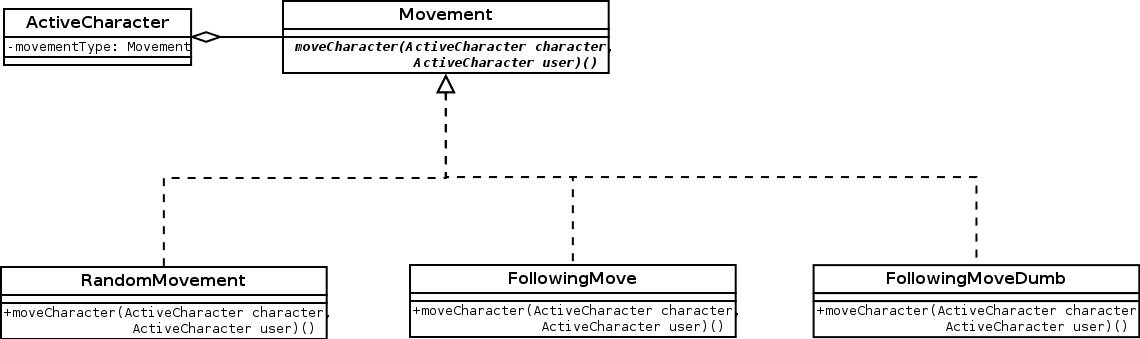 ActiveCharacter
-movementType: Movement
Movement
moveCharacter(ActiveCharacter character,
ActiveCharacter user)()
RandomMovement
+moveCharacter(ActiveCharacter character,
ActiveCharacter user)()
FollowingMove
+moveCharacter(ActiveCharacter character,
ActiveCharacter user)()
FollowingMoveDumb
+moveCharacter(ActiveCharacter character
ActiveCharacter user)()